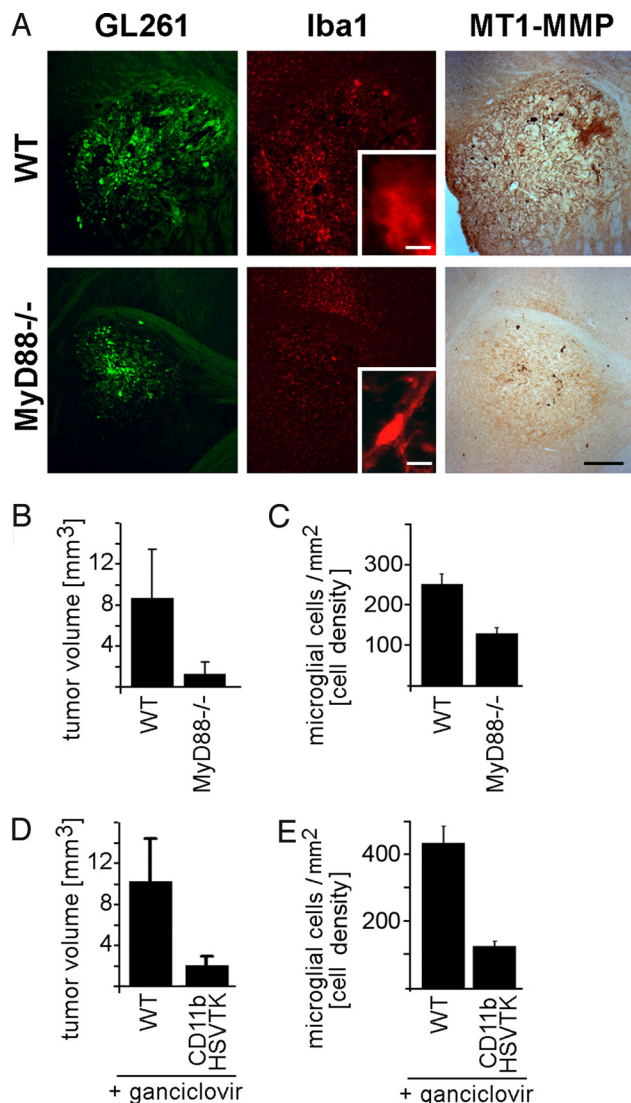 A
GL261 Iba1 MT1-MMP
WT
MyD88-/-
B
tumor volume [mm3]
12
8
4
WT
MyD88-/-
C
microglial cells/mm2
[cell density]
300
200
100
WT
MyD88-/-
D
tumor volume [mm3]
12
8
4
WT
CD11b
HSVTK
+ ganciclovir
E
microglial cells/mm2
[cell density]
400
200
WT
CD11b
HSVTK
+ ganciclovir